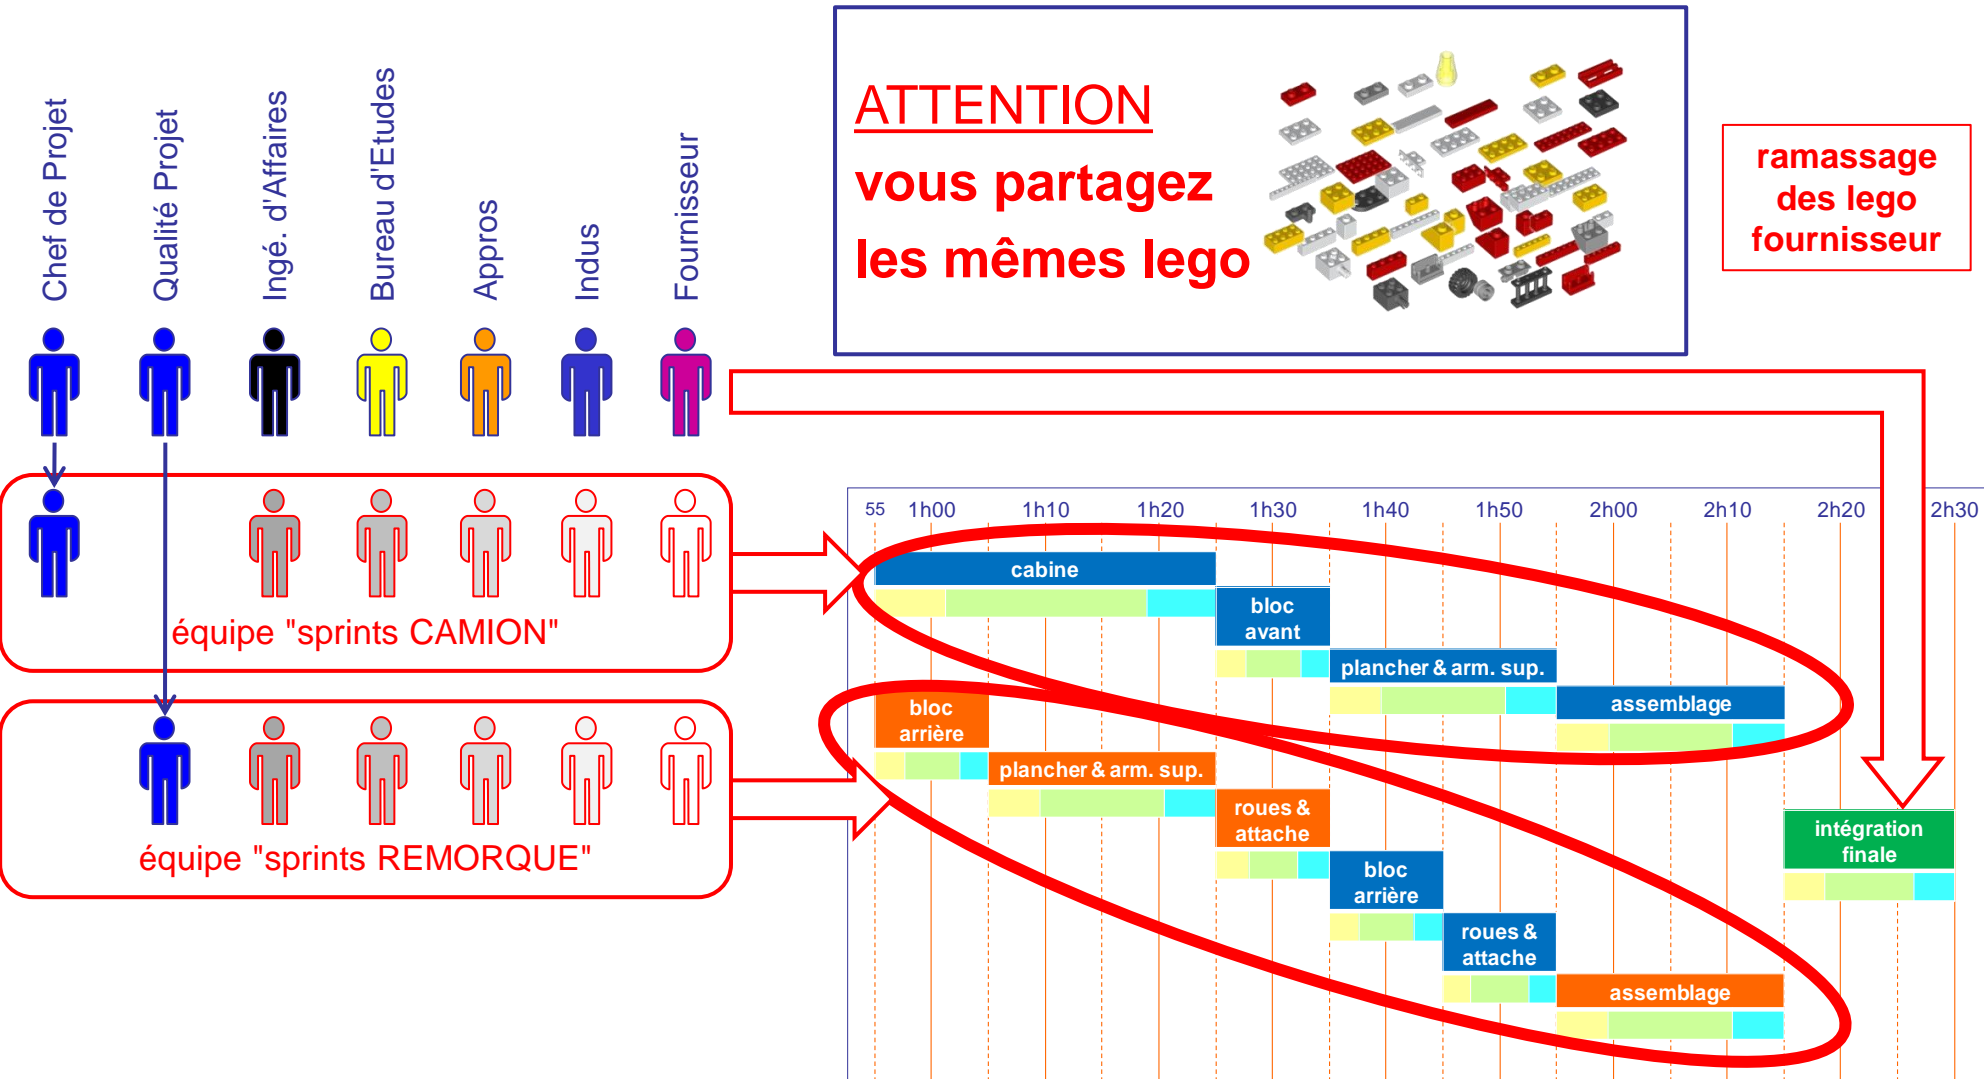 Chef de Projet
Qualité Projet
Ingé. d'Affaires
Bureau d'Etudes
Appros
Indus
Fournisseur
ATTENTION
vous partagez
les mêmes lego
ramassage
des lego
fournisseur
équipe "sprints CAMION"
équipe "sprints REMORQUE"
55 1h00 1h10 1h20 1h30 1h40 1h50 2h00 2h10 2h20 2h30
cabine
bloc
avant
plancher & arm. sup.
assemblage
bloc
arrière
plancher & arm. sup.
roues &
attache
bloc
arrière
roues &
attache
assemblage
intégration
finale